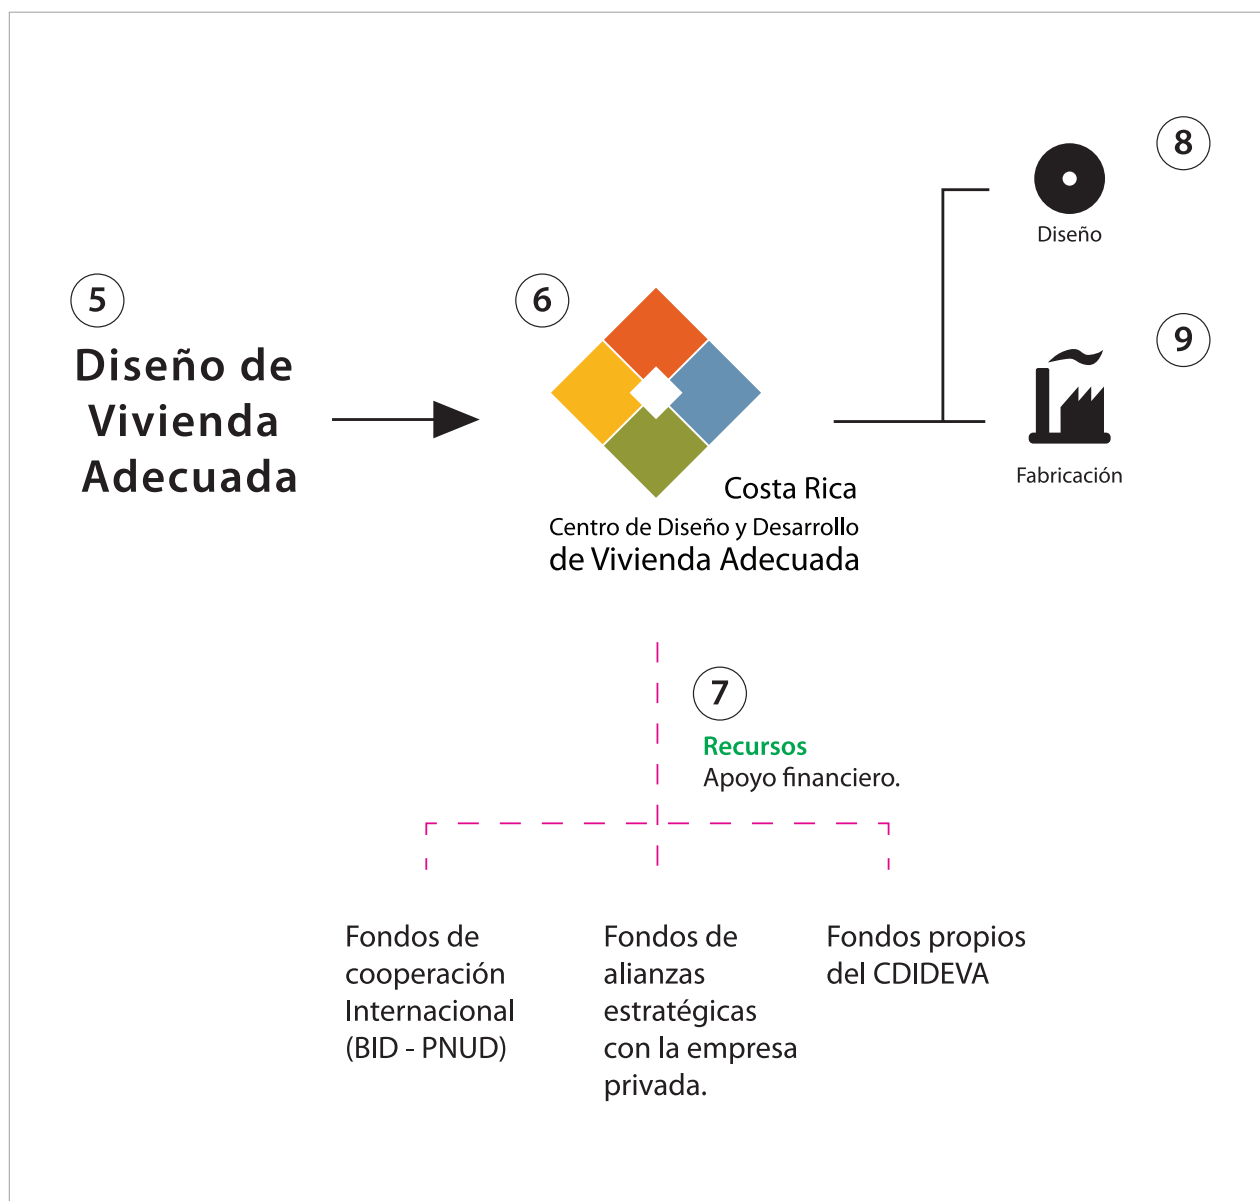 5
Diseño de
Vivienda
Adecuada
6
Costa Rica
Centro de Diseño y Desarrollo
de Vivienda Adecuada
8
Diseño
9
Fabricación
7
Recursos
Apoyo financiero.
Fondos de
cooperación
Internacional
(BID - PNUD)
Fondos de
alianzas
estratégicas
con la empresa
privada.
Fondos propios
del CDIDEVA